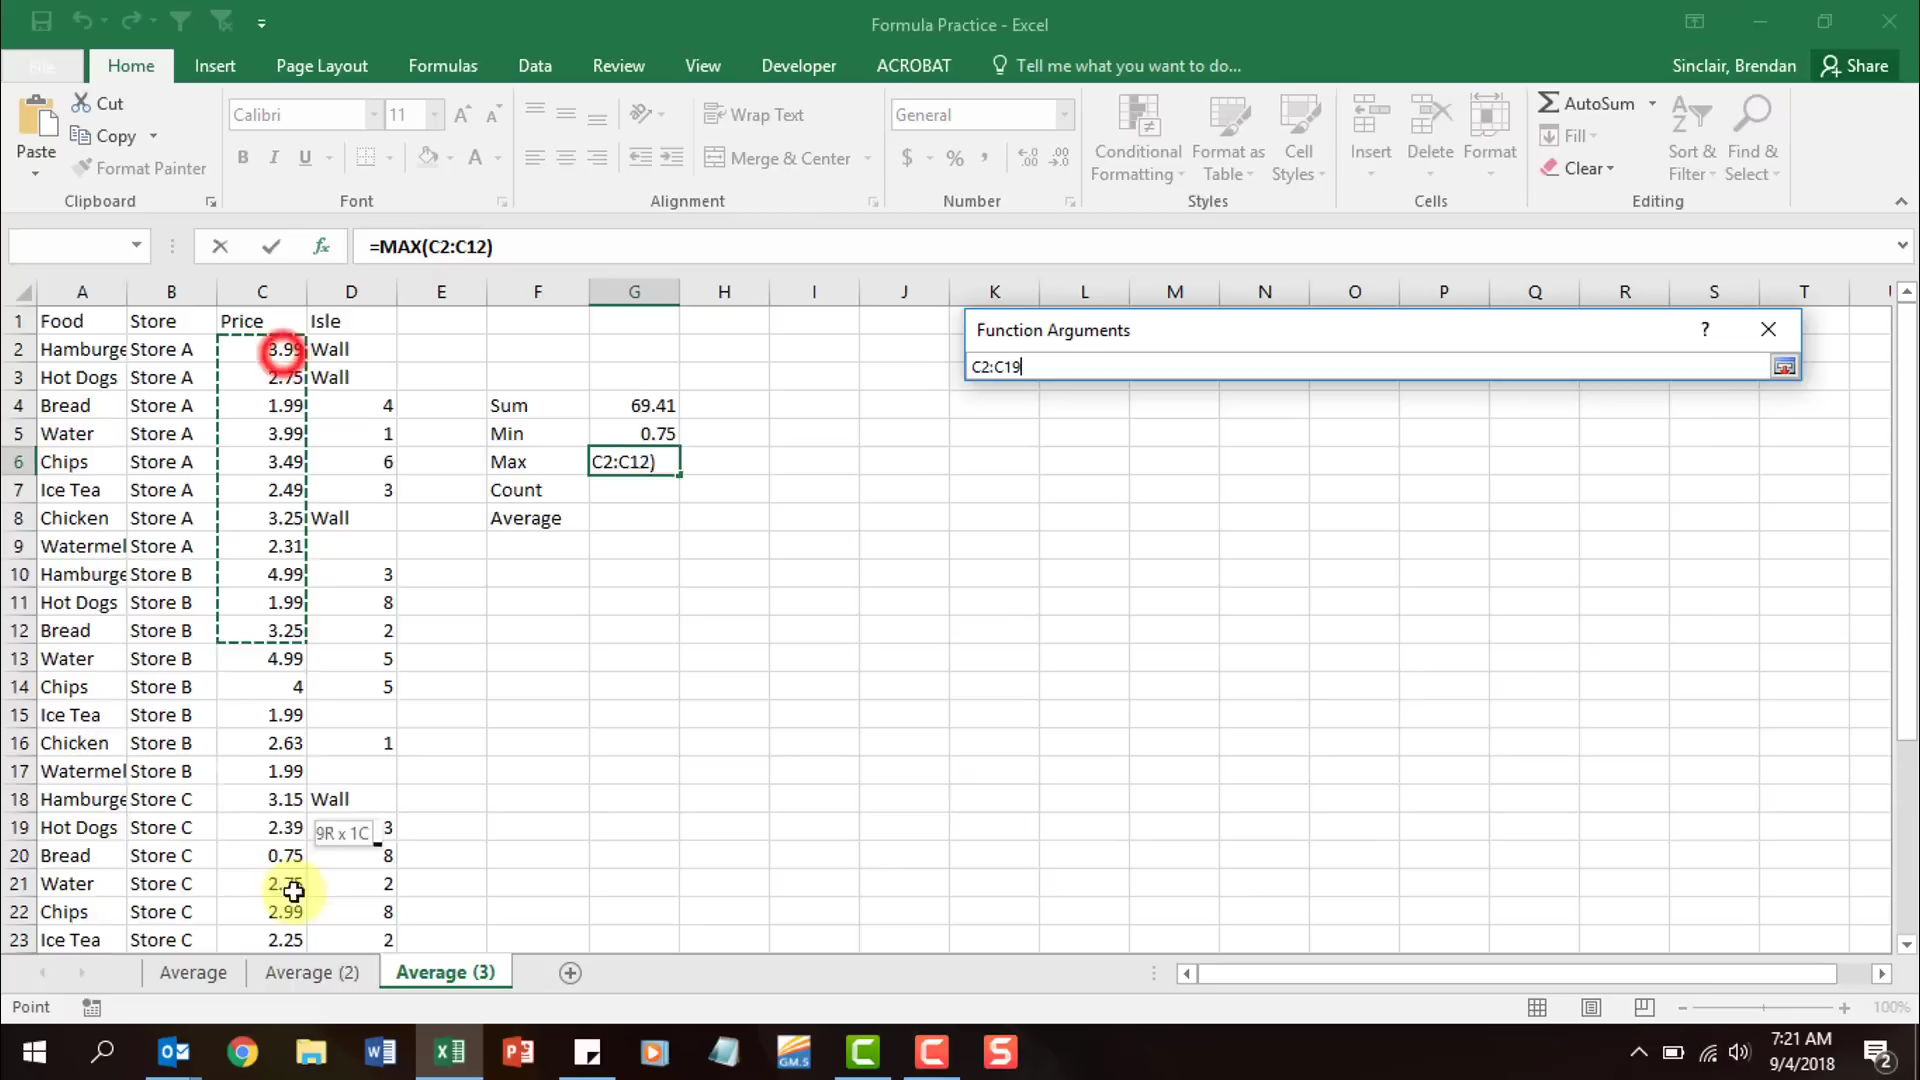 Formula Practice - Excel
File Home Insert Page Layout Formulas Data Review View Developer ACROBAT Tell me what you want to do... Sinclair, Brendan Share
Cut
Copy
Format Painter
Paste
Clipboard
Calibri 11
B I U
Font
Wrap Text
Merge & Center
Alignment
General
$ % ,
Number
Conditional Formatting
Format as Table
Cell Styles
Styles
Insert Delete Format
Cells
AutoSum
Fill
Clear
Sort & Filter
Find & Select
Editing
fx =MAX(C2:C12)
A B C D E F G H I J K L M N O P Q R S T
Function Arguments ? 
C2:C19
1 Food Store Price Isle
2 Hamburge Store A 3.99 Wall
3 Hot Dogs Store A 2.75 Wall
4 Bread Store A 1.99 4 Sum 69.41
5 Water Store A 3.99 1 Min 0.75
6 Chips Store A 3.49 6 Max C2:C12)
7 Ice Tea Store A 2.49 3 Count
8 Chicken Store A 3.25 Wall Average
9 Watermel Store A 2.31
10 Hamburge Store B 4.99 3
11 Hot Dogs Store B 1.99 8
12 Bread Store B 3.25 2
13 Water Store B 4.99 5
14 Chips Store B 4 5
15 Ice Tea Store B 1.99
16 Chicken Store B 2.63 1
17 Watermel Store B 1.99
18 Hamburge Store C 3.15 Wall
19 Hot Dogs Store C 2.39 9R x 1C 3
20 Bread Store C 0.75 8
21 Water Store C 2.75 2
22 Chips Store C 2.99 8
23 Ice Tea Store C 2.25 2
Average Average (2) Average (3)
Point 100%
GM.5
7:21 AM
9/4/2018
2